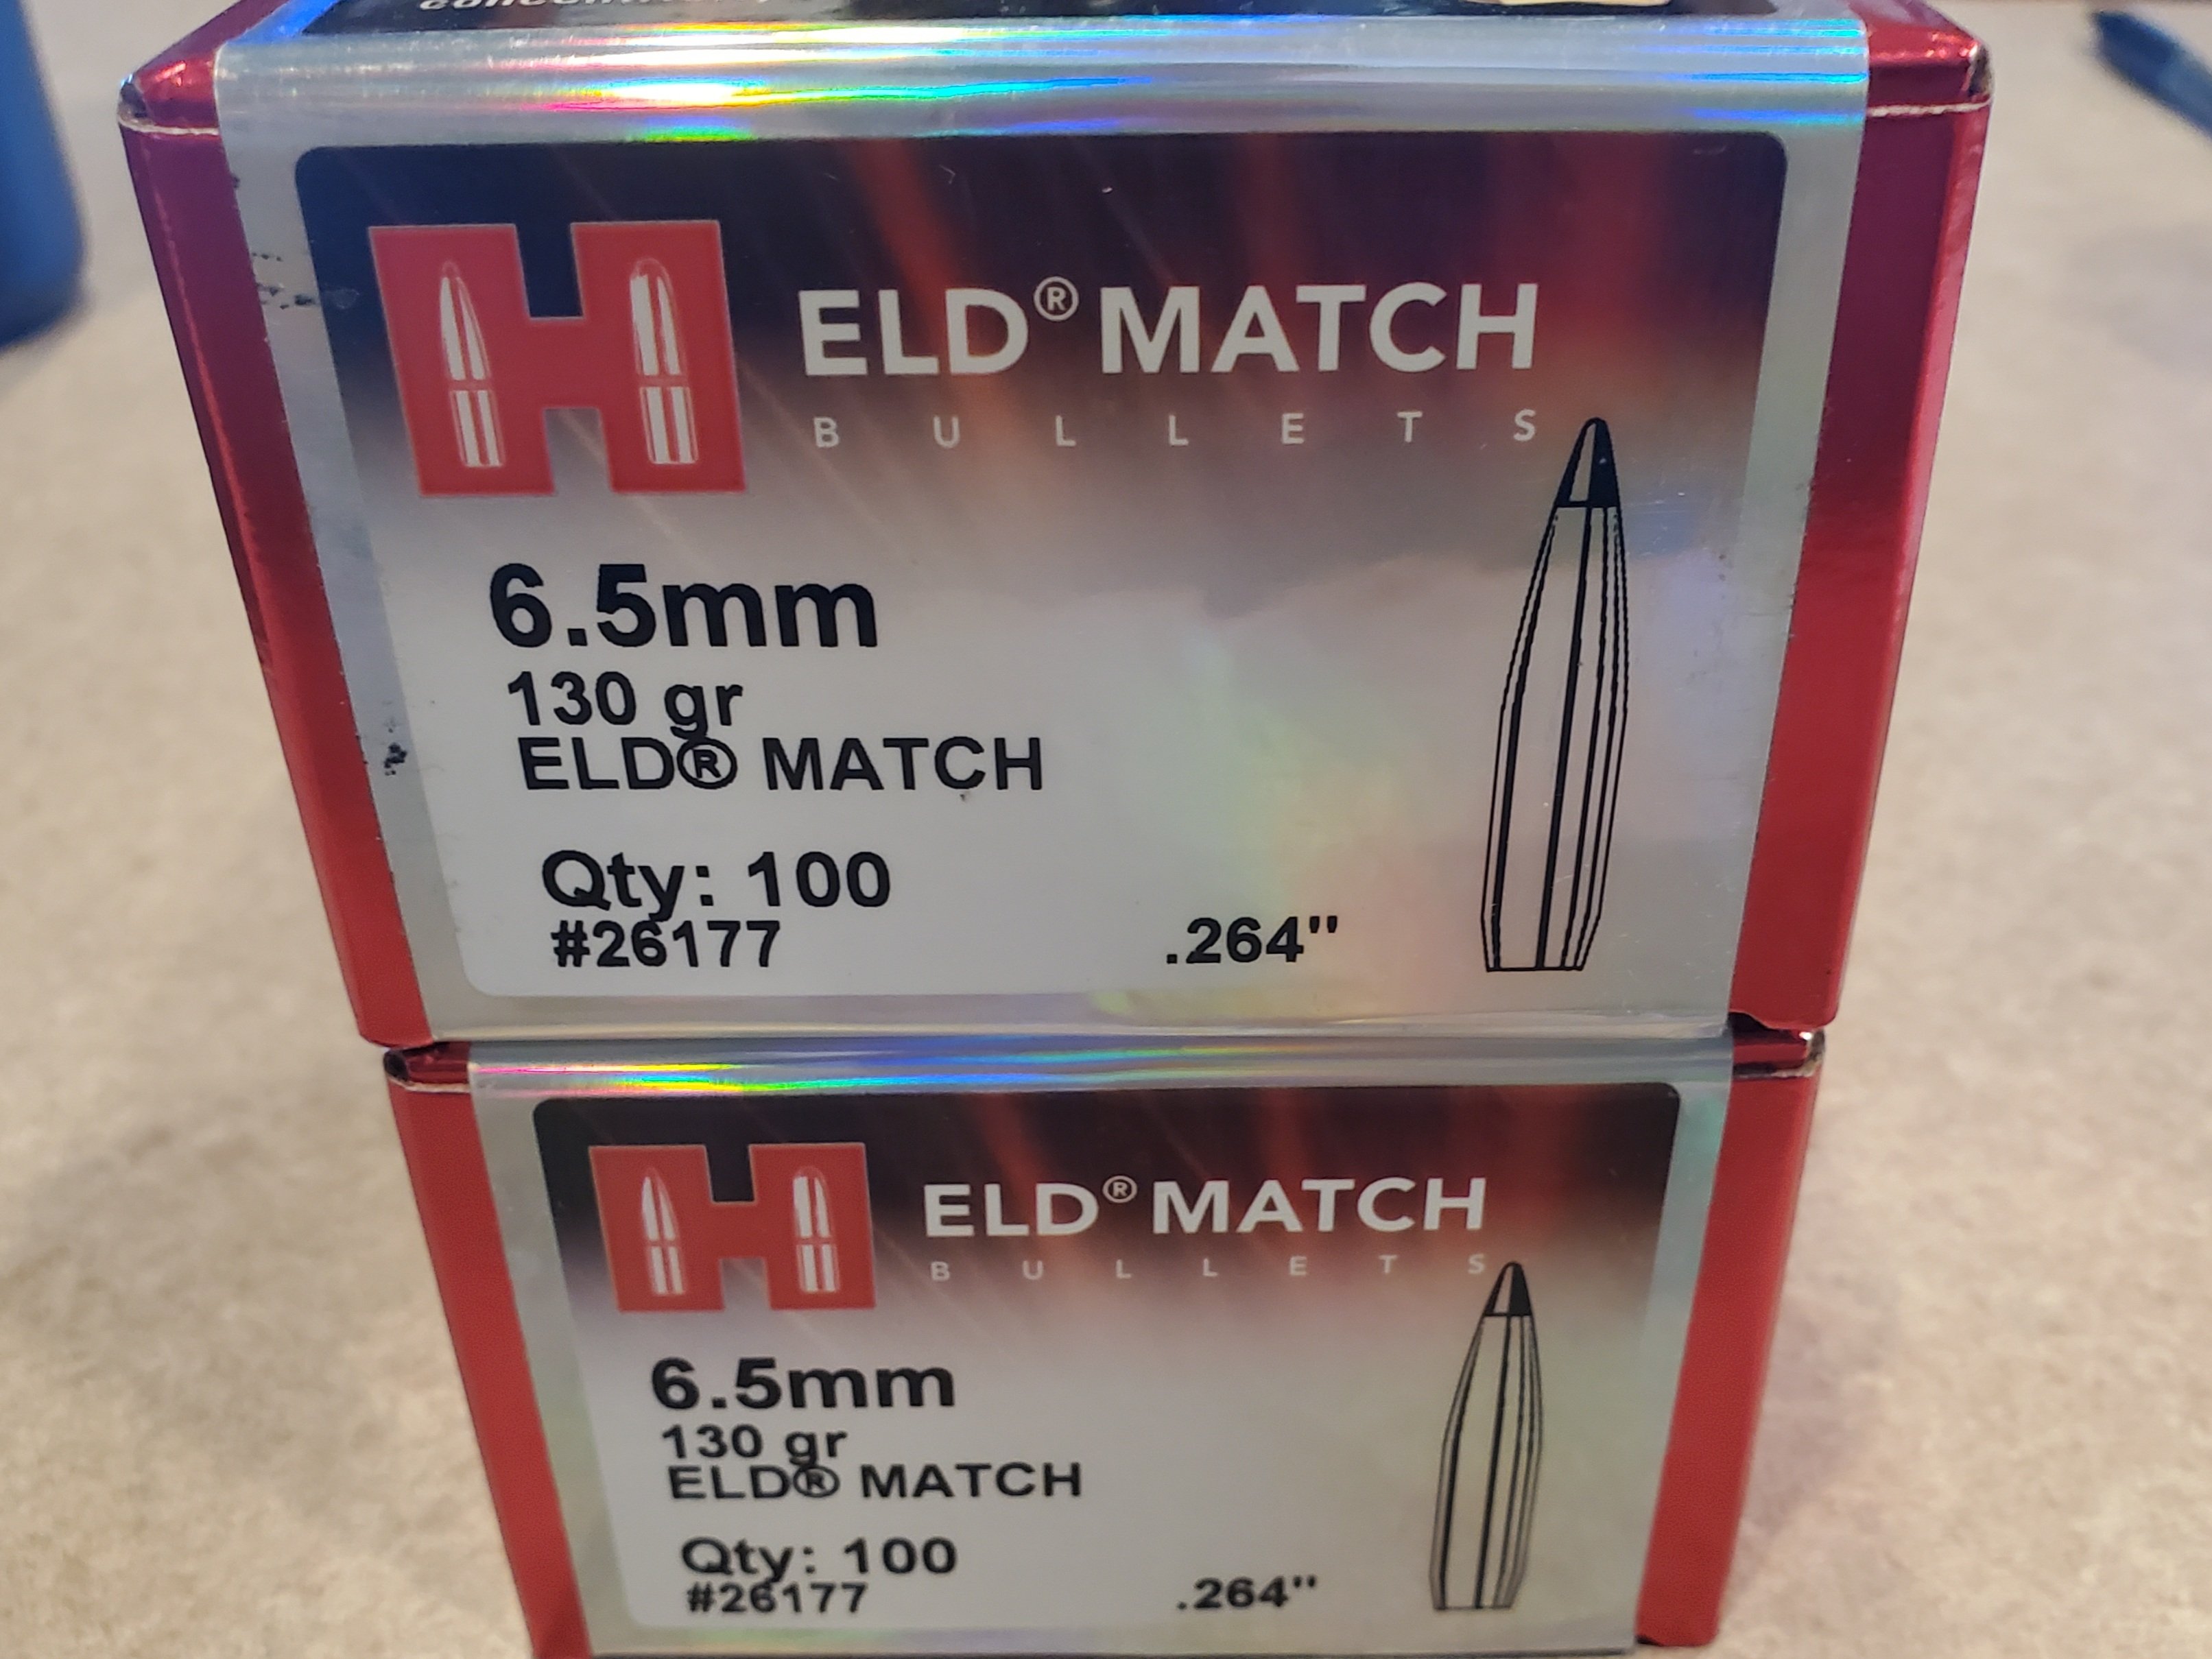 ELD® MATCH
BULLETS
6.5mm
130 gr
ELD® MATCH
Qty: 100
#26177 .264"
ELD® MATCH
BULLETS
6.5mm
130 gr
ELD® MATCH
Qty: 100
#26177 .264"